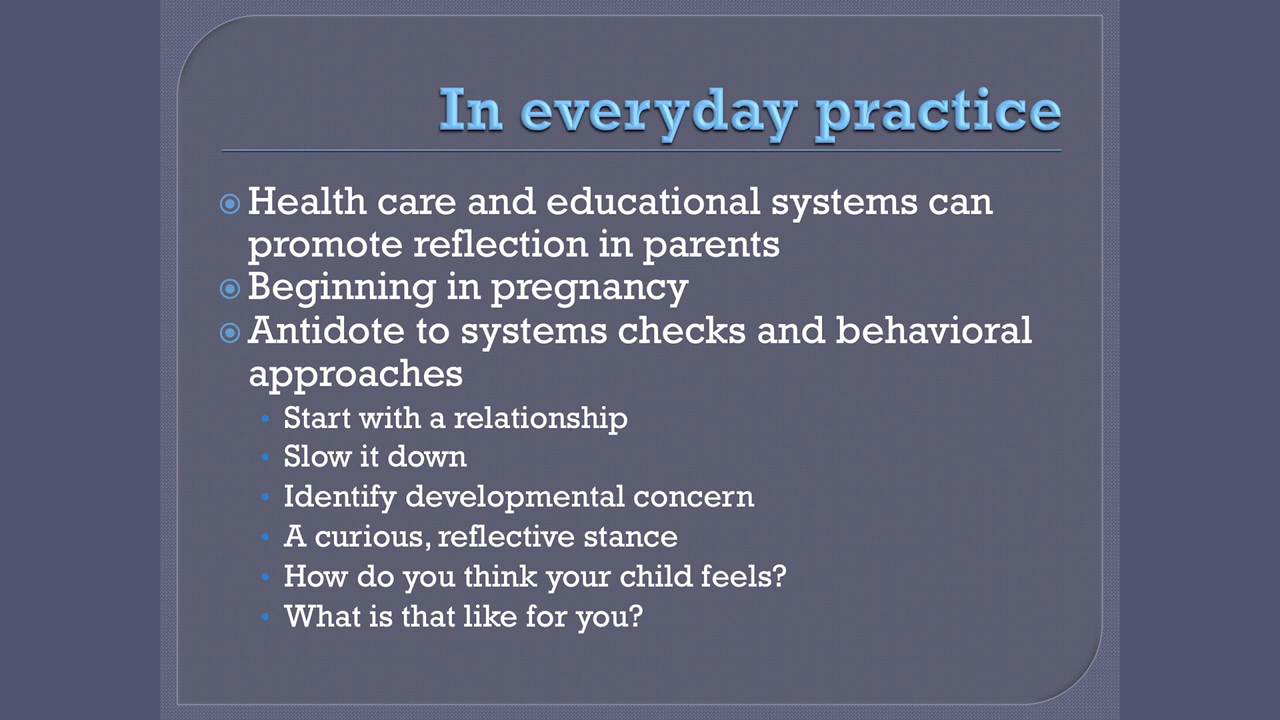 In everyday practice
Health care and educational systems can
promote reflection in parents
Beginning in pregnancy
Antidote to systems checks and behavioral
approaches
Start with a relationship
Slow it down
Identify developmental concern
A curious, reflective stance
How do you think your child feels?
What is that like for you?